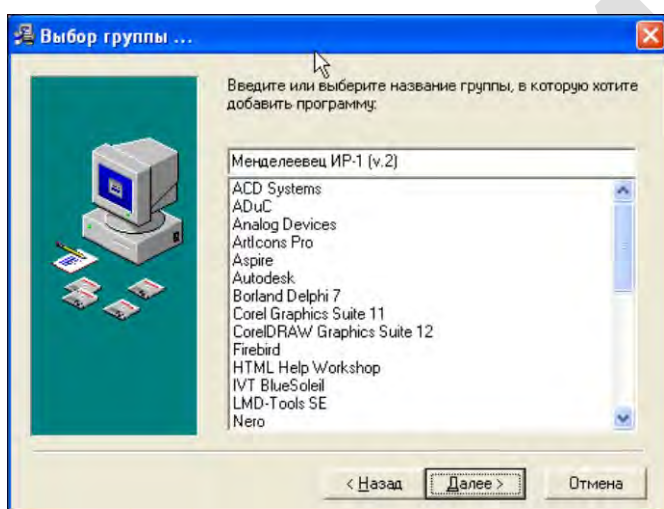 Выбор группы ...
Введите или выберите название группы, в которую хотите
добавить программу:
Менделеевец ИР-1 (v.2)
ACD Systems
ADuC
Analog Devices
ArtIcons Pro
Aspire
Autodesk
Borland Delphi 7
Corel Graphics Suite 11
CorelDRAW Graphics Suite 12
Firebird
HTML Help Workshop
IVT BlueSoleil
LMD-Tools SE
Nero
< Назад
Далее >
Отмена